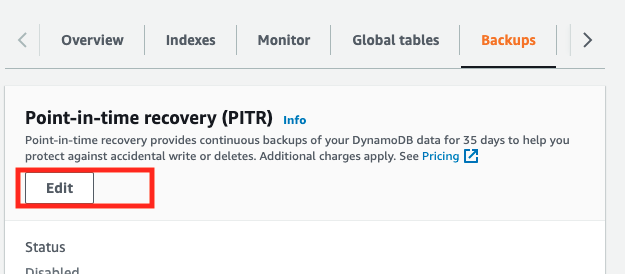 Overview Indexes Monitor Global tables Backups
Point-in-time recovery (PITR) Info
Point-in-time recovery provides continuous backups of your DynamoDB data for 35 days to help you
protect against accidental write or deletes. Additional charges apply. See Pricing
Edit
Status
Disabled